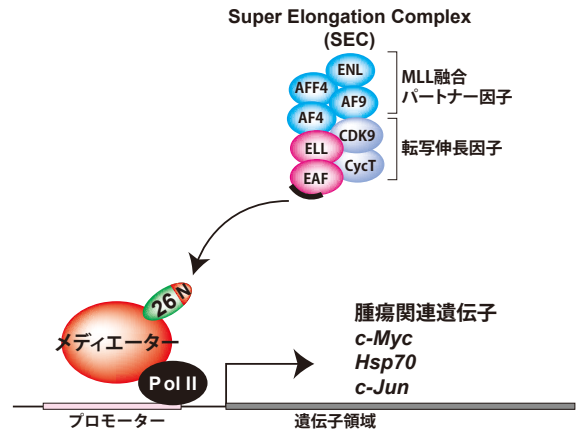 Super Elongation Complex
(SEC)
ENL
AFF4
AF9
AF4
CDK9
ELL
CycT
EAF
MLL融合
パートナー因子
転写伸長因子
26 N
メディエーター
Pol II
腫瘍関連遺伝子
c-Myc
Hsp70
c-Jun
プロモーター
遺伝子領域